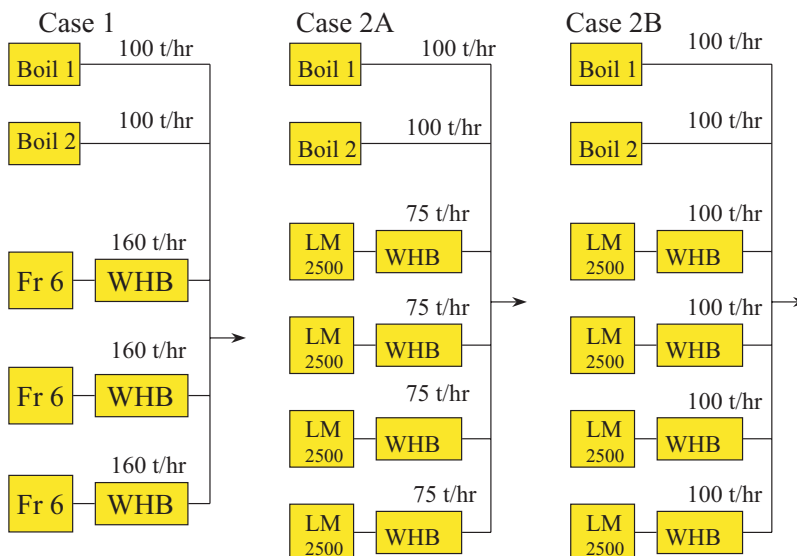 Case 1
100 t/hr
Boil 1
100 t/hr
Boil 2
160 t/hr
Fr 6
WHB
160 t/hr
Fr 6
WHB
160 t/hr
Fr 6
WHB
Case 2A
100 t/hr
Boil 1
100 t/hr
Boil 2
75 t/hr
LM
2500
WHB
75 t/hr
LM
2500
WHB
75 t/hr
LM
2500
WHB
75 t/hr
LM
2500
WHB
Case 2B
100 t/hr
Boil 1
100 t/hr
Boil 2
100 t/hr
LM
2500
WHB
100 t/hr
LM
2500
WHB
100 t/hr
LM
2500
WHB
100 t/hr
LM
2500
WHB